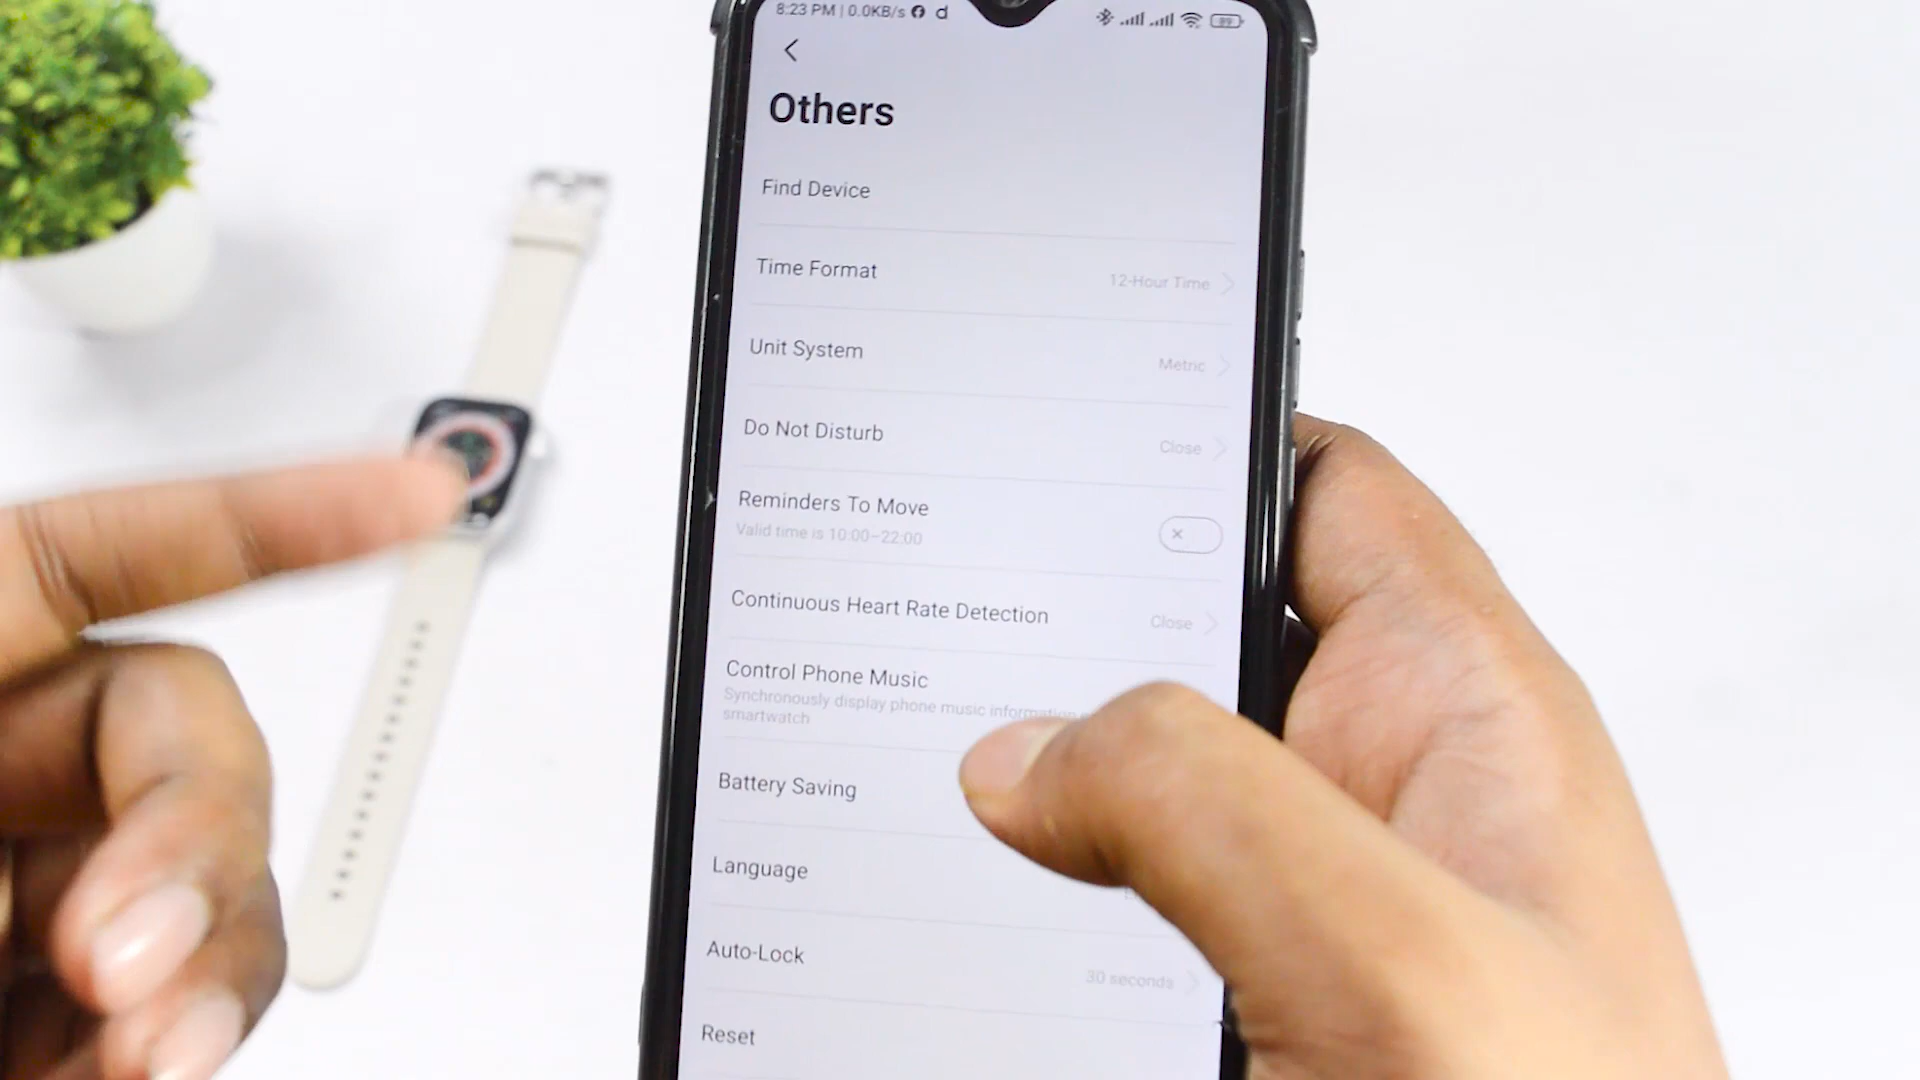 8:23 PM | 0.0KB/s
89
Others
Find Device
Time Format
12-Hour Time
Unit System
Metric
Do Not Disturb
Close
Reminders To Move
Valid time is 10:00–22:00
Continuous Heart Rate Detection
Close
Control Phone Music
Synchronously display phone music information
smartwatch
Battery Saving
Language
Auto-Lock
30 seconds
Reset